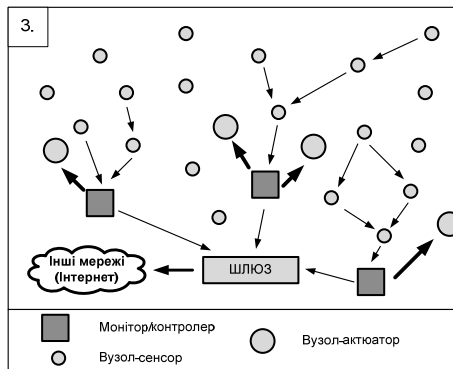 3.
Інші мережі
(Інтернет)
ШЛЮЗ
Монітор/контролер
Вузол-актюатор
Вузол-сенсор